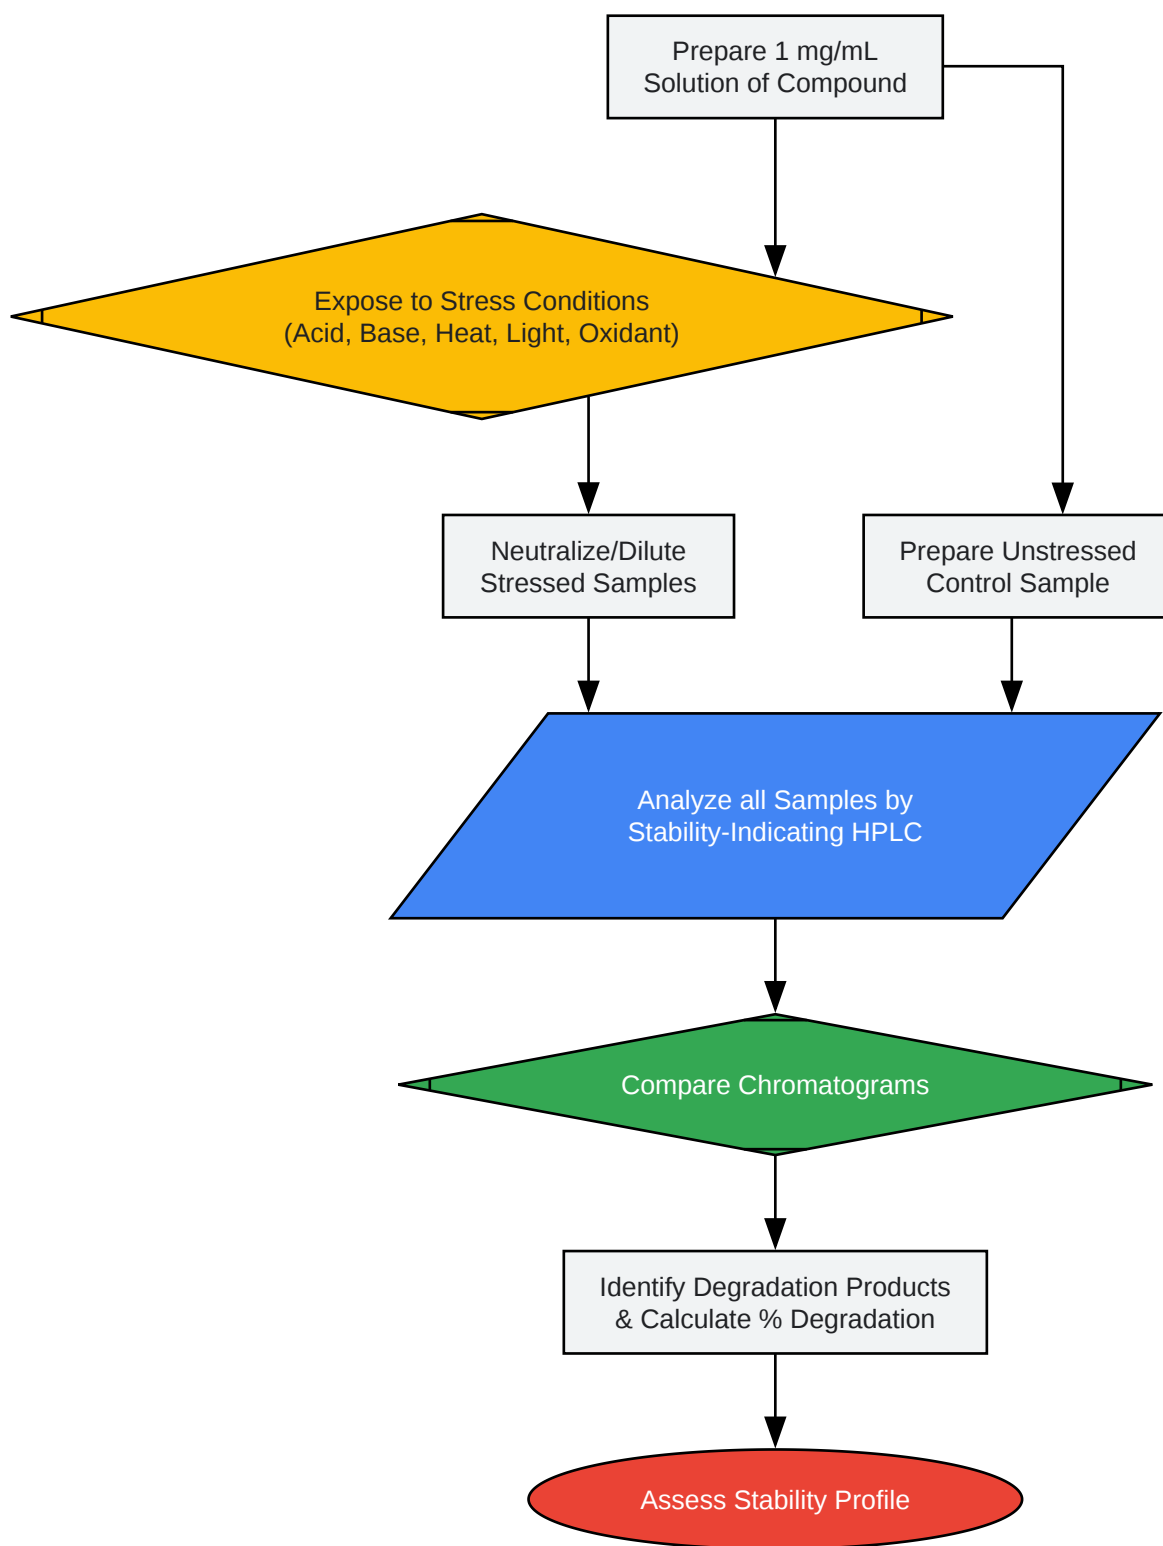 Prepare 1 mg/mL
Solution of Compound
Expose to Stress Conditions
(Acid, Base, Heat, Light, Oxidant)
Neutralize/Dilute
Stressed Samples
Prepare Unstressed
Control Sample
Analyze all Samples by
Stability-Indicating HPLC
Compare Chromatograms
Identify Degradation Products
& Calculate % Degradation
Assess Stability Profile